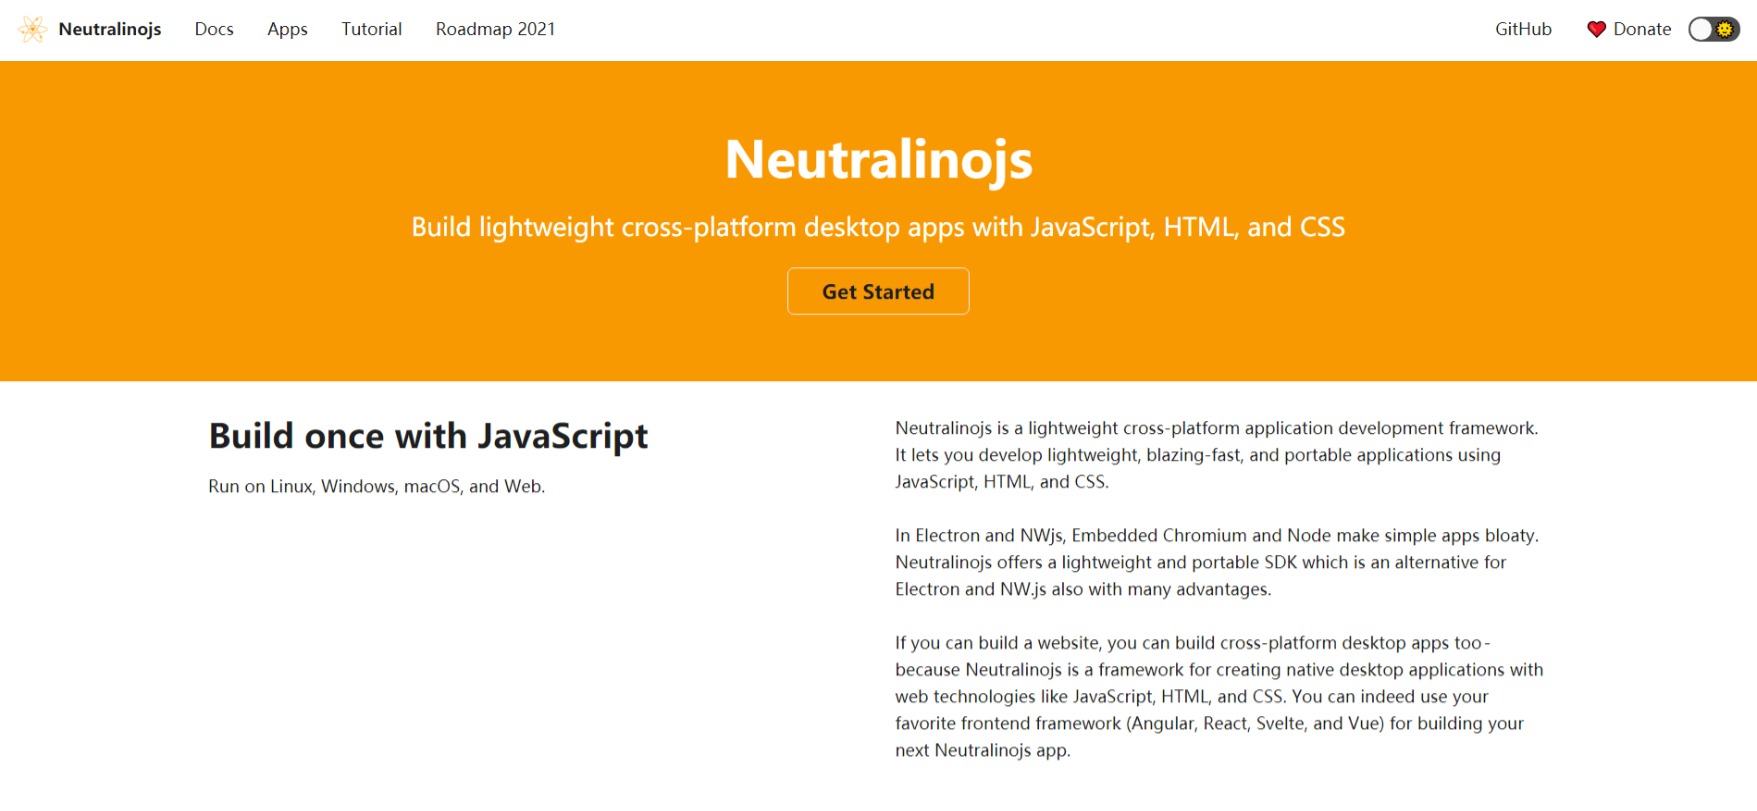 Neutralinojs Docs Apps Tutorial Roadmap 2021 GitHub Donate
Neutralinojs
Build lightweight cross-platform desktop apps with JavaScript, HTML, and CSS
Get Started
Build once with JavaScript
Run on Linux, Windows, macOS, and Web.
Neutralinojs is a lightweight cross-platform application development framework.
It lets you develop lightweight, blazing-fast, and portable applications using
JavaScript, HTML, and CSS.
In Electron and NWjs, Embedded Chromium and Node make simple apps bloaty.
Neutralinojs offers a lightweight and portable SDK which is an alternative for
Electron and NW.js also with many advantages.
If you can build a website, you can build cross-platform desktop apps too-
because Neutralinojs is a framework for creating native desktop applications with
web technologies like JavaScript, HTML, and CSS. You can indeed use your
favorite frontend framework (Angular, React, Svelte, and Vue) for building your
next Neutralinojs app.